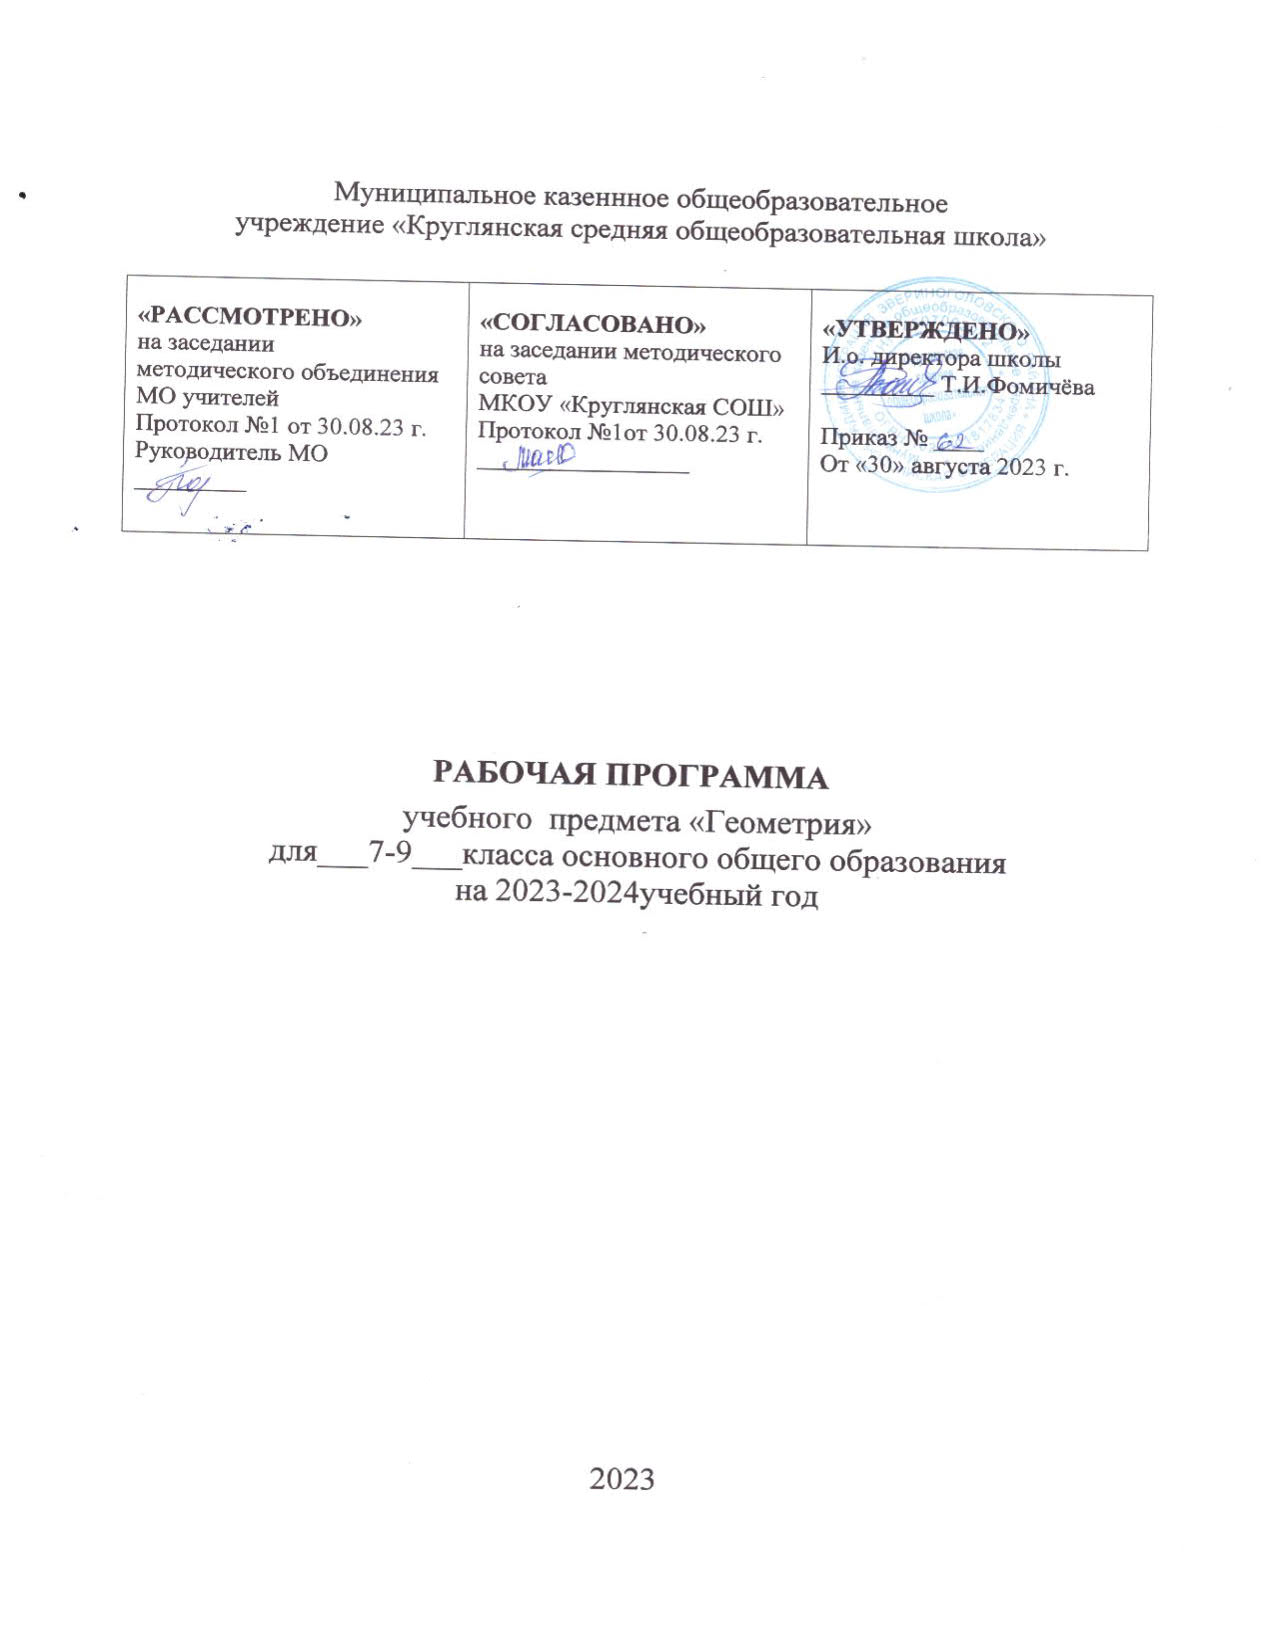 Муниципальное казеннное общеобразовательное
учреждение «Круглянская средняя общеобразовательная школа»
«РАССМОТРЕНО»
на заседании
методического объединения
МО учителей
Протокол №1 от 30.08.23 г.
Руководитель МО
_________
«СОГЛАСОВАНО»
на заседании методического
совета
МКОУ «Круглянская СОШ»
Протокол №1от 30.08.23 г.
_________________
«УТВЕРЖДЕНО»
И.о. директора школы
_________ Т.И.Фомичёва
Приказ № 62
От «30» августа 2023 г.
РАБОЧАЯ ПРОГРАММА
учебного предмета «Геометрия»
для___7-9___класса основного общего образования
на 2023-2024учебный год
2023